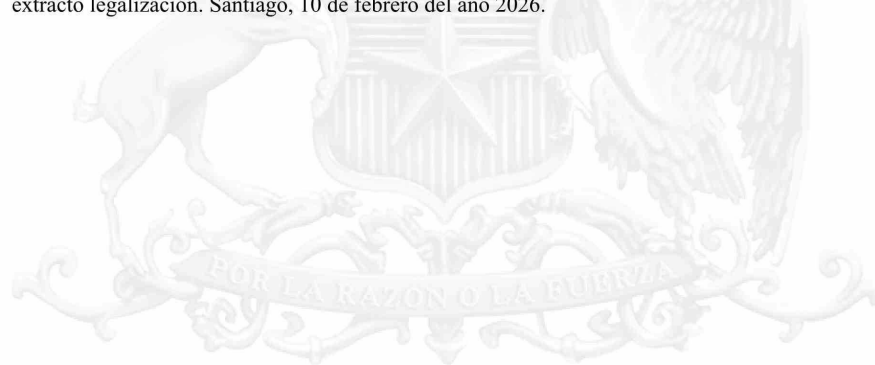 extracto legalización. Santiago, 10 de febrero del año 2026.
POR LA RAZON O LA FUERZA